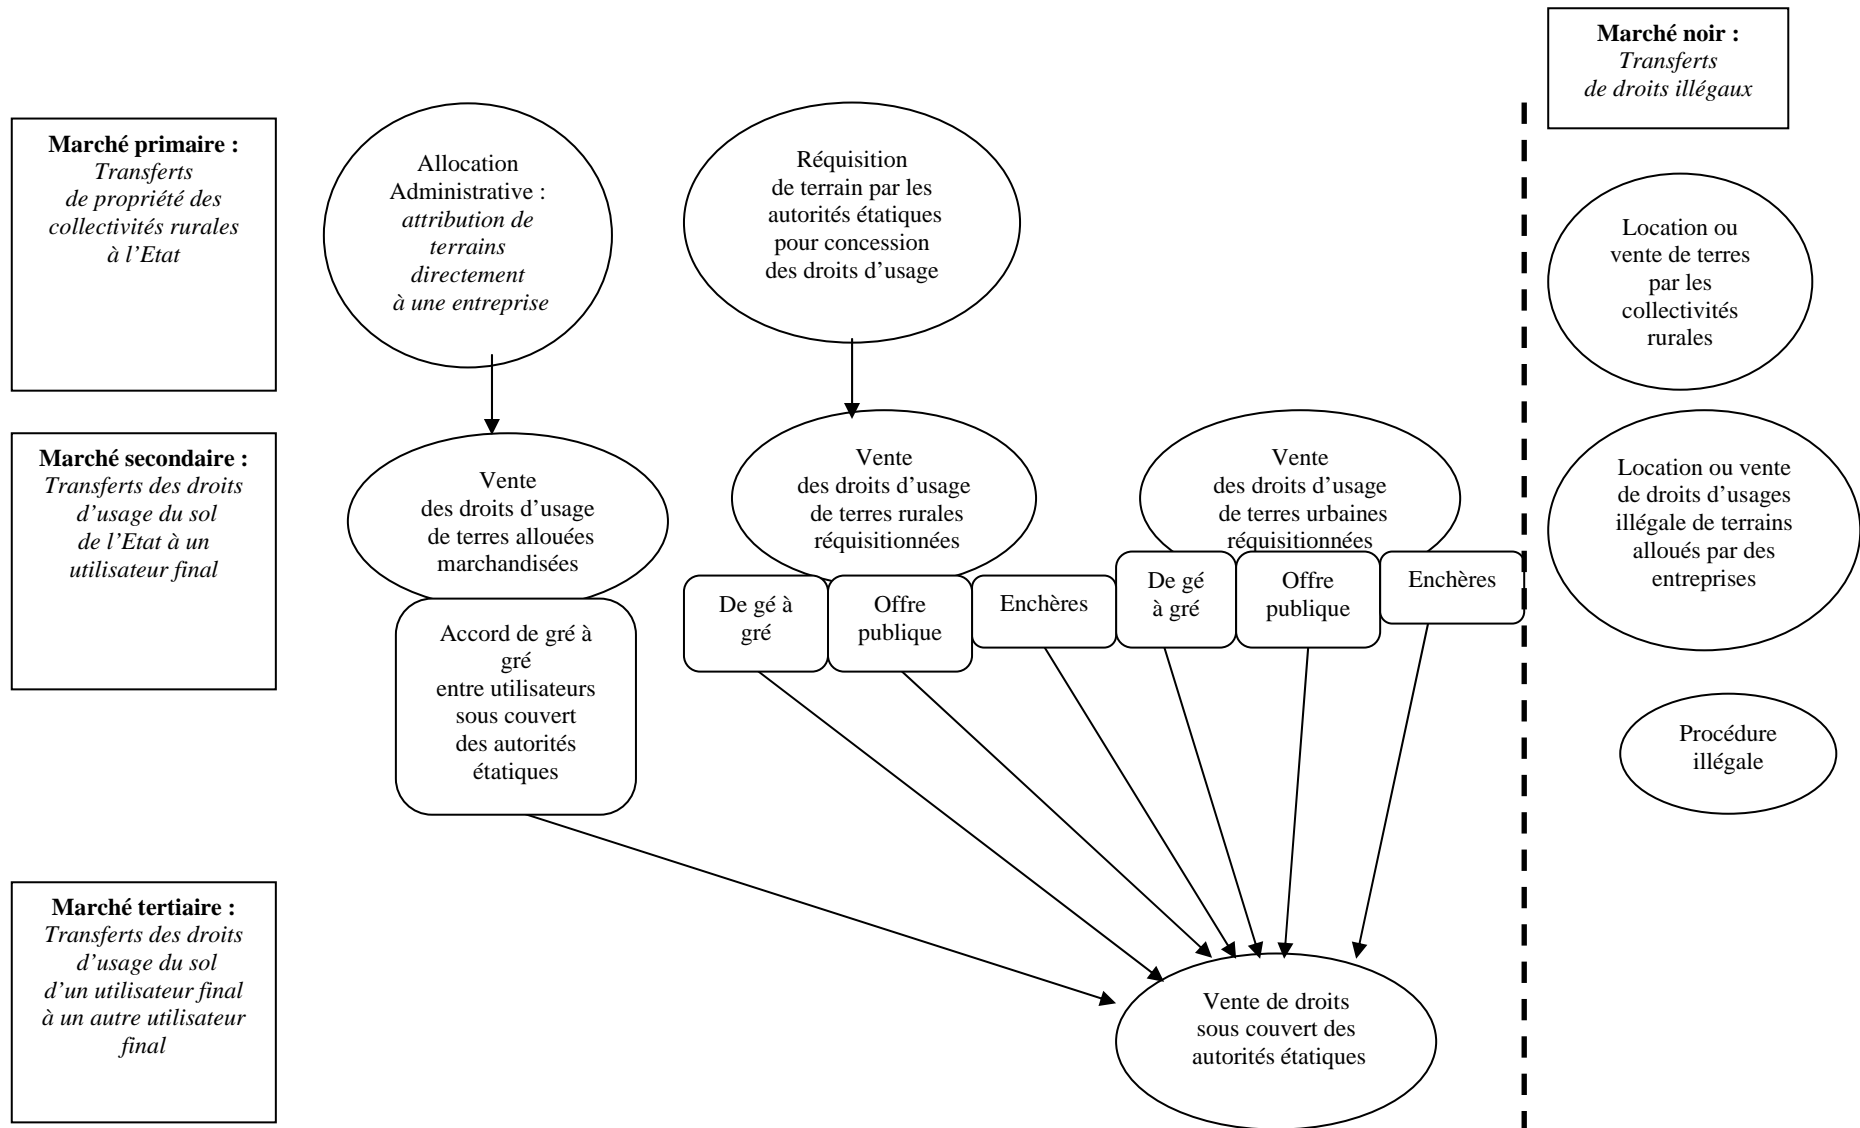 Marché noir :
Transferts
de droits illégaux
Marché primaire :
Transferts
de propriété des
collectivités rurales
à l'Etat
Allocation
Administrative :
attribution de
terrains
directement
à une entreprise
Réquisition
de terrain par les
autorités étatiques
pour concession
des droits d'usage
Location ou
vente de terres
par les
collectivités
rurales
Marché secondaire :
Transferts des droits
d'usage du sol
de l'Etat à un
utilisateur final
Vente
des droits d'usage
de terres allouées
marchandisées
Vente
des droits d'usage
de terres rurales
réquisitionnées
Vente
des droits d'usage
de terres urbaines
réquisitionnées
Location ou vente
de droits d'usages
illégale de terrains
alloués par des
entreprises
Accord de gré à
gré
entre utilisateurs
sous couvert
des autorités
étatiques
De gé à
gré
Offre
publique
Enchères
De gé
à gré
Offre
publique
Enchères
Procédure
illégale
Marché tertiaire :
Transferts des droits
d'usage du sol
d'un utilisateur final
à un autre utilisateur
final
Vente de droits
sous couvert des
autorités étatiques